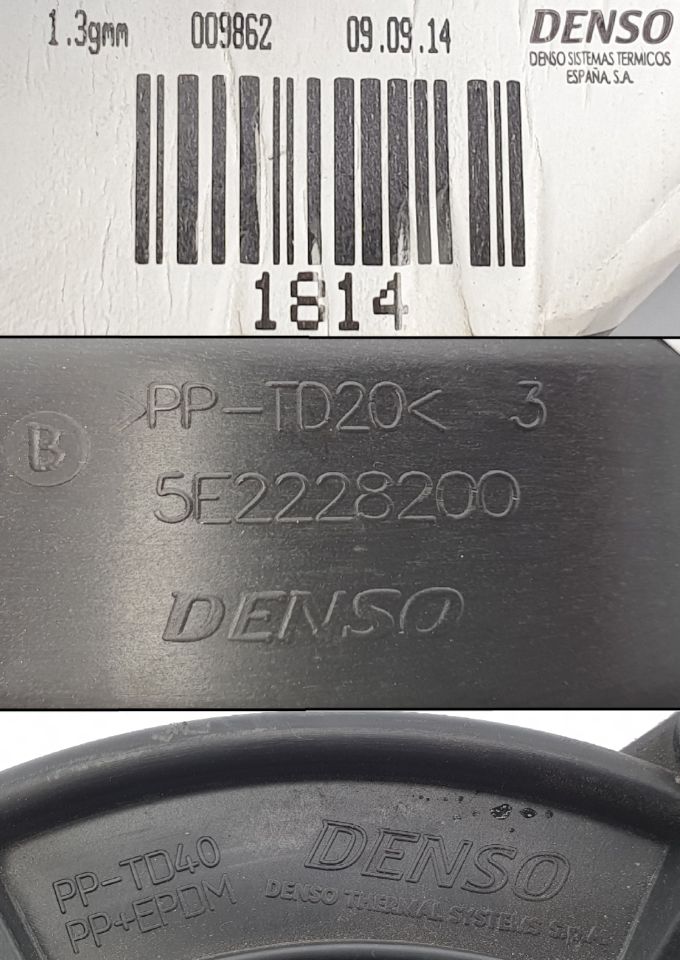 1.3gmm 009862 09.09.14
DENSO
DENSO SISTEMAS TERMICOS
ESPAÑA, S.A.
1814
B
>PP-TD20< 3
5E2228200
DENSO
PP-TD40
PP+EPDM
DENSO
DENSO THERMAL SYSTEMS S.p.A.